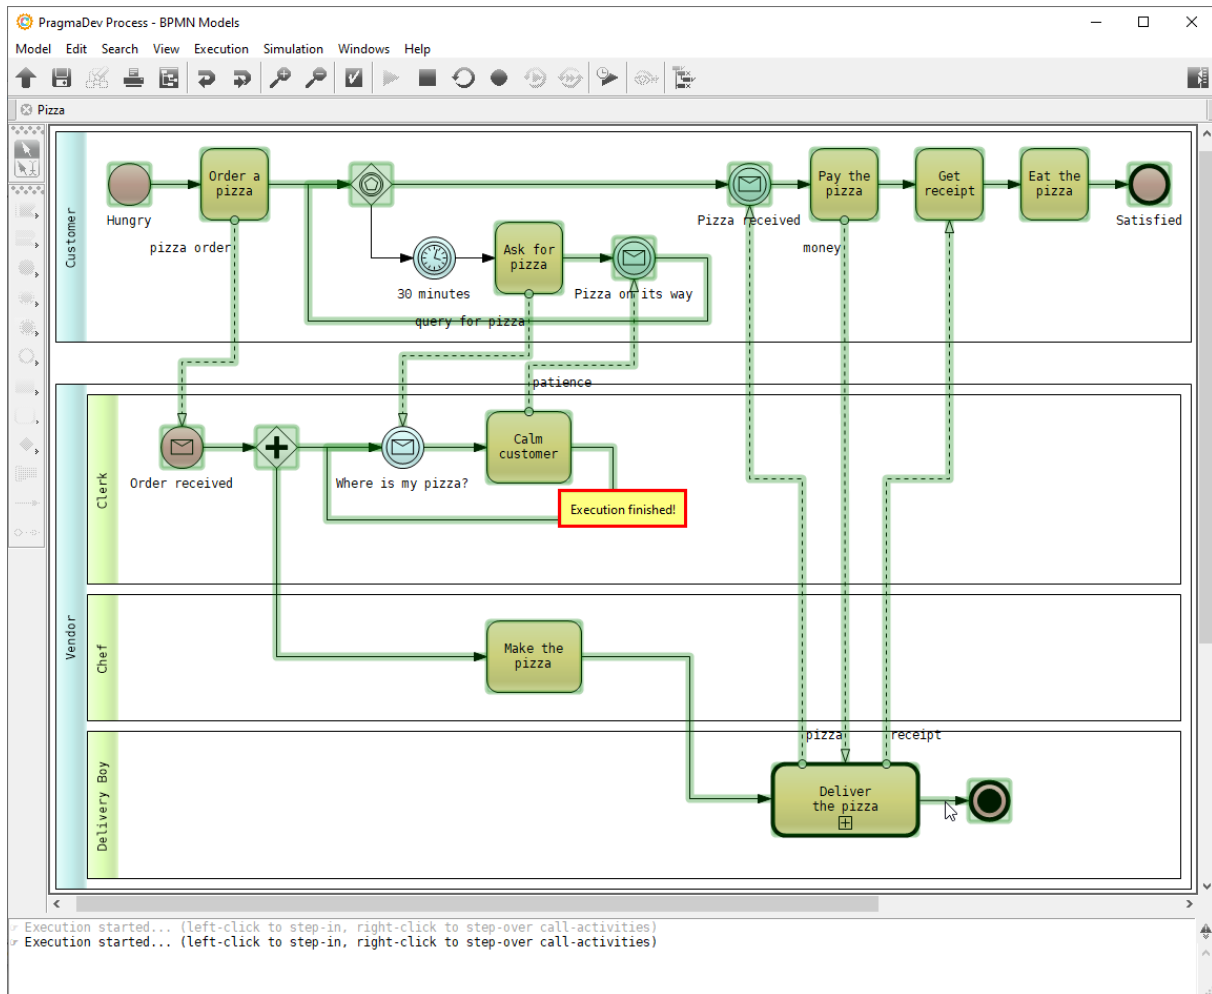 PragmaDev Process - BPMN Models
Model Edit Search View Execution Simulation Windows Help
Pizza
Customer
Hungry
Order a
pizza
pizza order
30 minutes
Ask for
pizza
query for pizza
Pizza on its way
patience
Pizza received
Pay the
pizza
money
Get
receipt
Eat the
pizza
Satisfied
Vendor
Clerk
Order received
Where is my pizza?
Calm
customer
Execution finished!
Chef
Make the
pizza
Delivery Boy
pizza
receipt
Deliver
the pizza
Execution started... (left-click to step-in, right-click to step-over call-activities)
Execution started... (left-click to step-in, right-click to step-over call-activities)